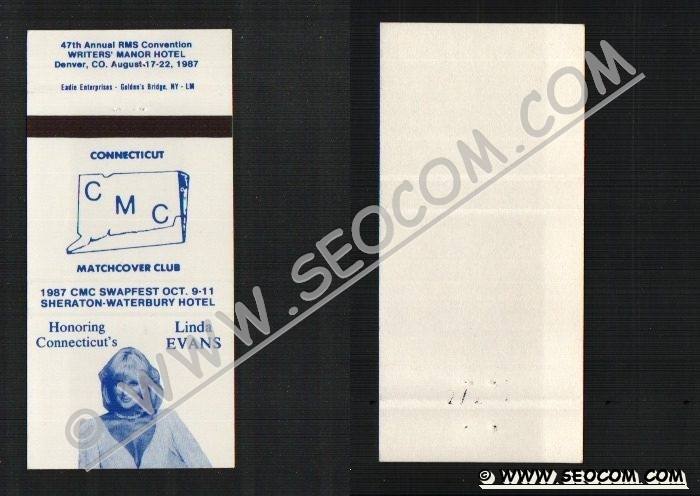 47th Annual RMS Convention
WRITERS' MANOR HOTEL
Denver, CO. August-17-22, 1987
Eadie Enterprises - Golden's Bridge, NY - LM
CONNECTICUT
C M C
MATCHCOVER CLUB
1987 CMC SWAPFEST OCT. 9-11
SHERATON-WATERBURY HOTEL
Honoring Linda
Connecticut's EVANS
© WWW.SEOCOM.COM
© WWW.SEOCOM.COM